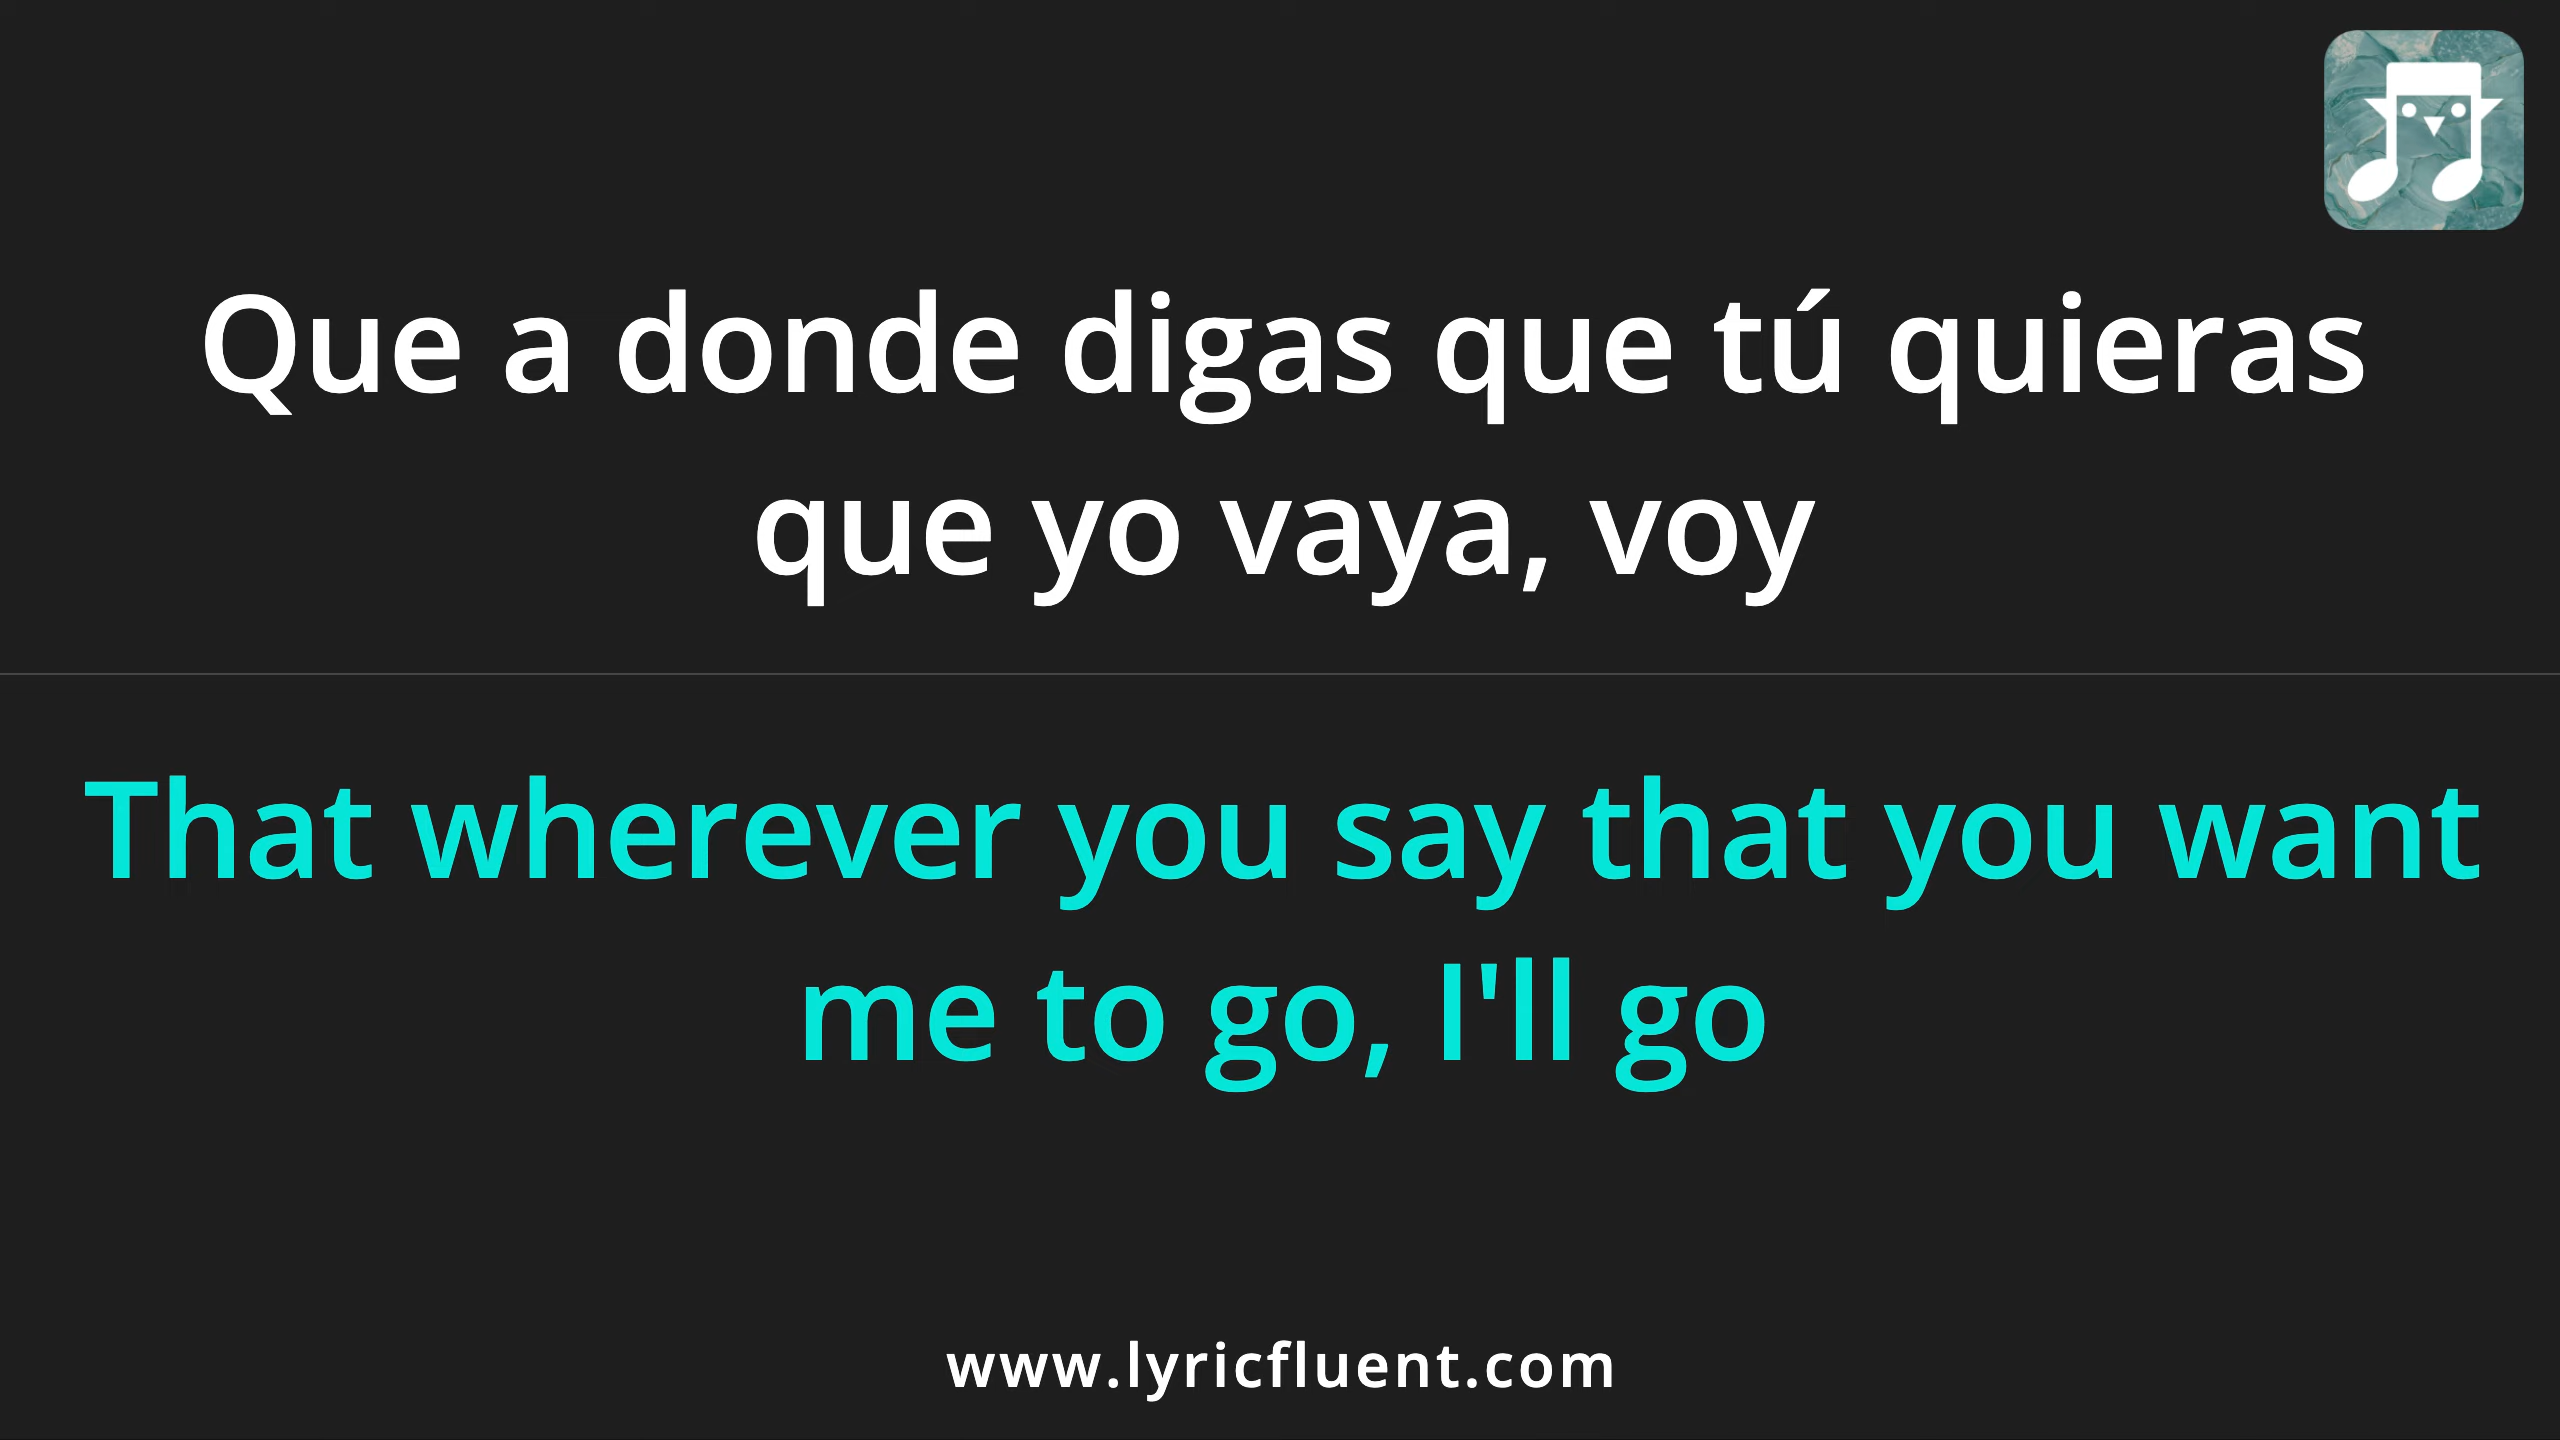 Que a donde digas que tú quieras
que yo vaya, voy
That wherever you say that you want
me to go, I'll go
www.lyricfluent.com